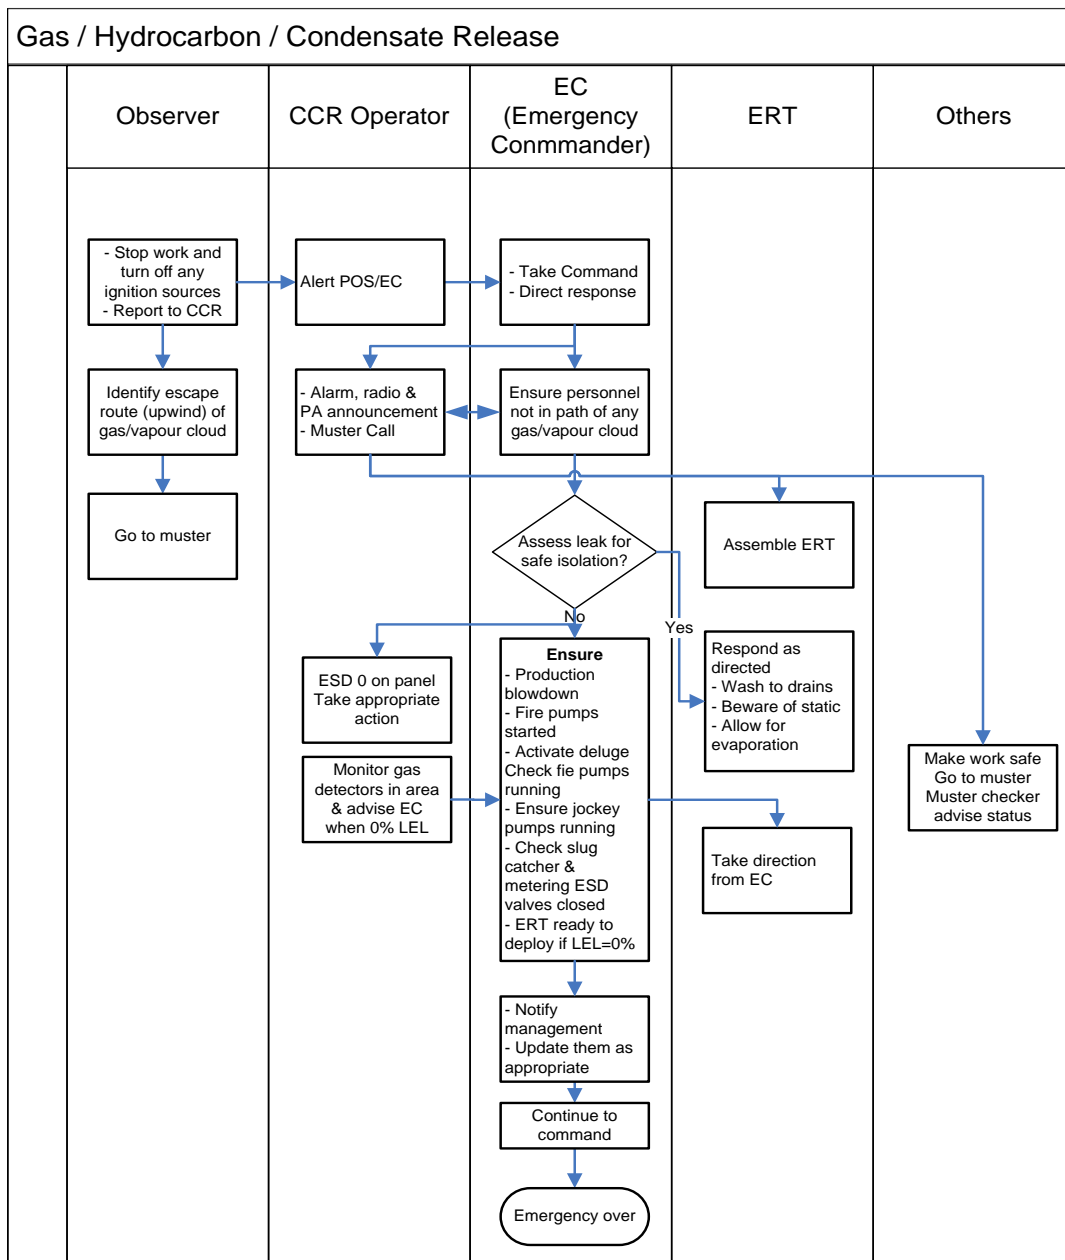 Gas / Hydrocarbon / Condensate Release
Observer
CCR Operator
EC
(Emergency
Conmmander)
ERT
Others
- Stop work and
turn off any
ignition sources
- Report to CCR
Alert POS/EC
- Take Command
- Direct response
Identify escape
route (upwind) of
gas/vapour cloud
- Alarm, radio &
PA announcement
- Muster Call
Ensure personnel
not in path of any
gas/vapour cloud
Go to muster
Assess leak for
safe isolation?
Assemble ERT
No
Yes
ESD 0 on panel
Take appropriate
action
Ensure
- Production
blowdown
- Fire pumps
started
- Activate deluge
Check fie pumps
running
- Ensure jockey
pumps running
- Check slug
catcher &
metering ESD
valves closed
- ERT ready to
deploy if LEL=0%
Respond as
directed
- Wash to drains
- Beware of static
- Allow for
evaporation
Monitor gas
detectors in area
& advise EC
when 0% LEL
Make work safe
Go to muster
Muster checker
advise status
Take direction
from EC
- Notify
management
- Update them as
appropriate
Continue to
command
Emergency over